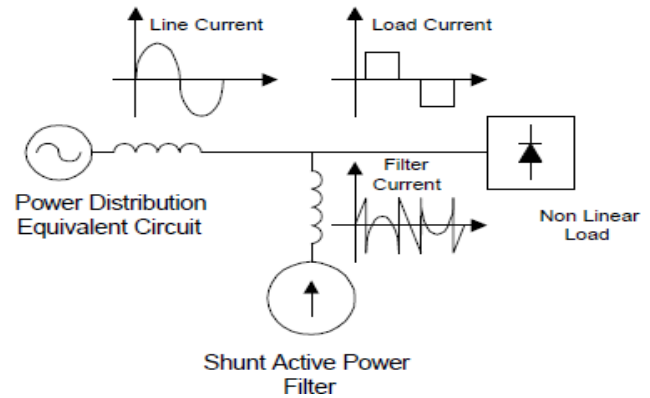 Line Current
Load Current
Filter
Current
Power Distribution
Equivalent Circuit
Non Linear
Load
Shunt Active Power
Filter